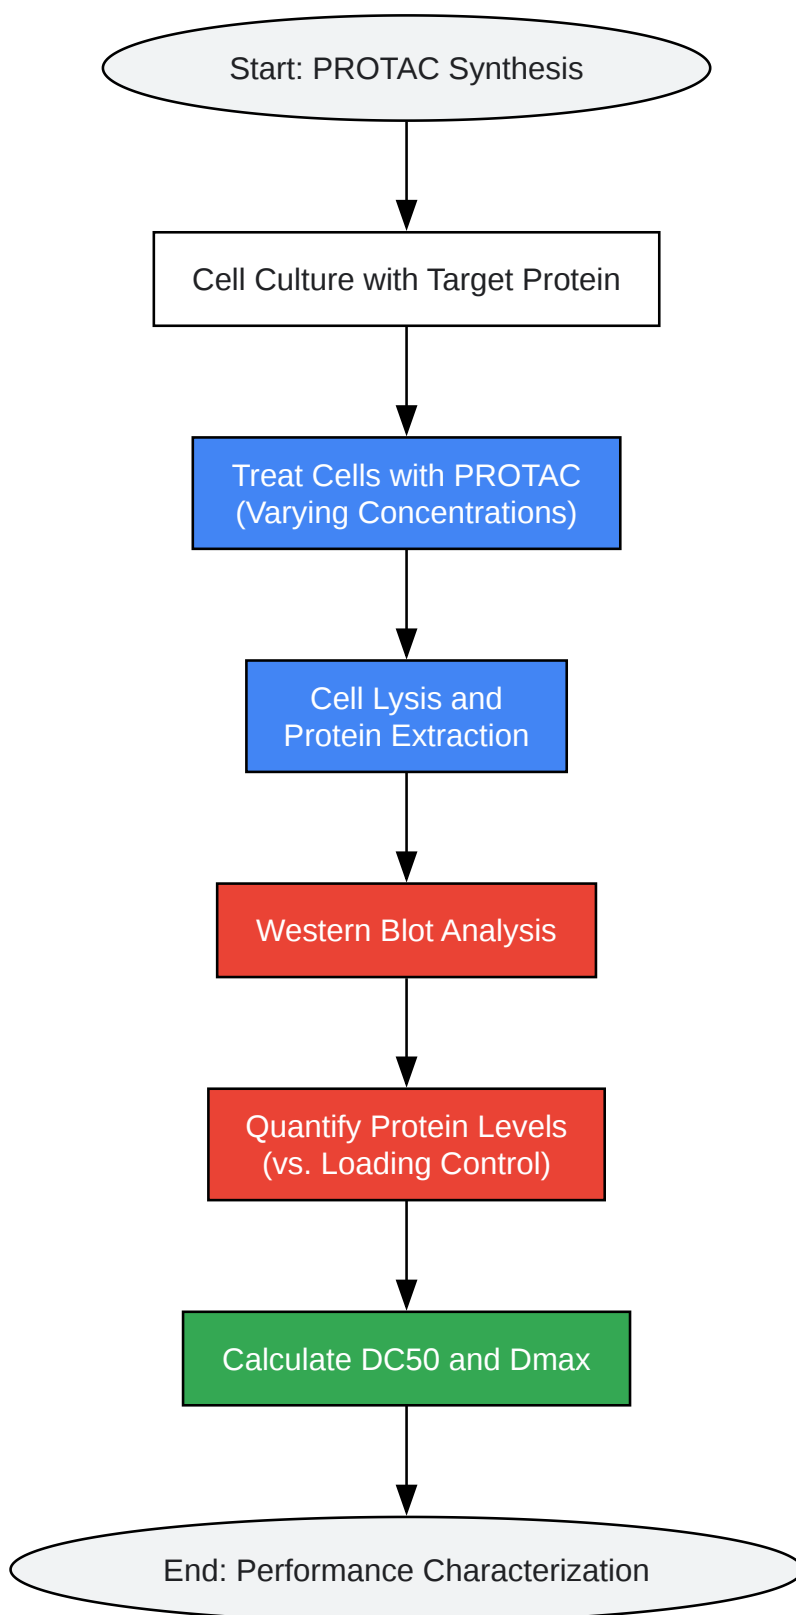 Start: PROTAC Synthesis
Cell Culture with Target Protein
Treat Cells with PROTAC
(Varying Concentrations)
Cell Lysis and
Protein Extraction
Western Blot Analysis
Quantify Protein Levels
(vs. Loading Control)
Calculate DC50 and Dmax
End: Performance Characterization